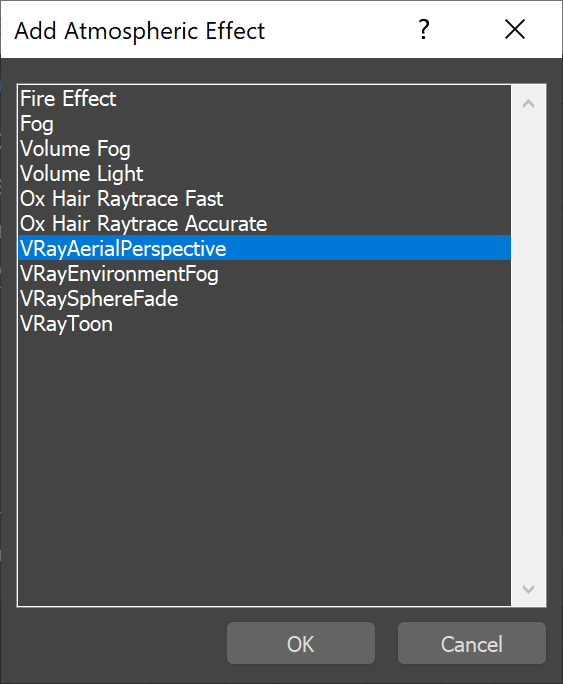 Add Atmospheric Effect ?
Fire Effect
Fog
Volume Fog
Volume Light
Ox Hair Raytrace Fast
Ox Hair Raytrace Accurate
VRayAerialPerspective
VRayEnvironmentFog
VRaySphereFade
VRayToon
OK Cancel